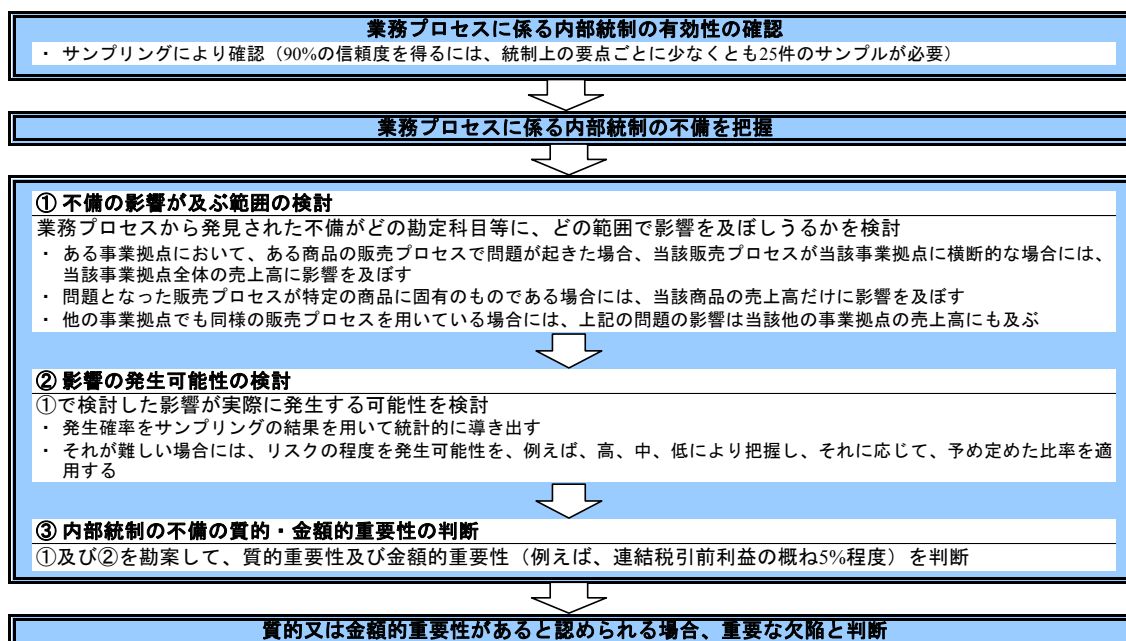 業務プロセスに係る内部統制の有効性の確認
・ サンプリングにより確認（90%の信頼度を得るには、統制上の要点ごとに少なくとも25件のサンプルが必要）
業務プロセスに係る内部統制の不備を把握
① 不備の影響が及ぶ範囲の検討
業務プロセスから発見された不備がどの勘定科目等に、どの範囲で影響を及ぼしうるかを検討
・ ある事業拠点において、ある商品の販売プロセスで問題が起きた場合、当該販売プロセスが当該事業拠点に横断的な場合には、
当該事業拠点全体の売上高に影響を及ぼす
・ 問題となった販売プロセスが特定の商品に固有のものである場合には、当該商品の売上高だけに影響を及ぼす
・ 他の事業拠点でも同様の販売プロセスを用いている場合には、上記の問題の影響は当該他の事業拠点の売上高にも及ぶ
② 影響の発生可能性の検討
①で検討した影響が実際に発生する可能性を検討
・ 発生確率をサンプリングの結果を用いて統計的に導き出す
・ それが難しい場合には、リスクの程度を発生可能性を、例えば、高、中、低により把握し、それに応じて、予め定めた比率を適
用する
③ 内部統制の不備の質的・金額的重要性の判断
①及び②を勘案して、質的重要性及び金額的重要性（例えば、連結税引前利益の概ね5%程度）を判断
質的又は金額的重要性があると認められる場合、重要な欠陥と判断